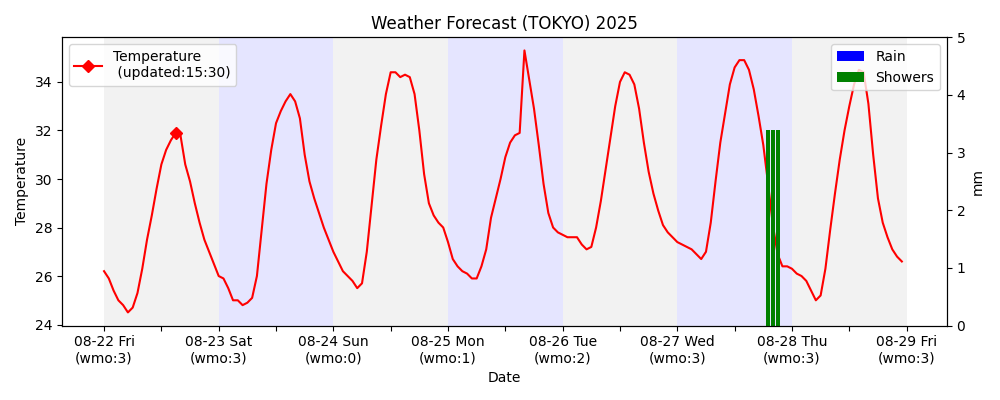 Weather Forecast (TOKYO) 2025
Temperature
(updated:15:30)
Rain
Showers
Temperature
34
32
30
28
26
24
5
4
3
2
1
0
mm
08-22 Fri
(wmo:3)
08-23 Sat
(wmo:3)
08-24 Sun
(wmo:0)
08-25 Mon
(wmo:1)
08-26 Tue
(wmo:2)
08-27 Wed
(wmo:3)
08-28 Thu
(wmo:3)
08-29 Fri
(wmo:3)
Date